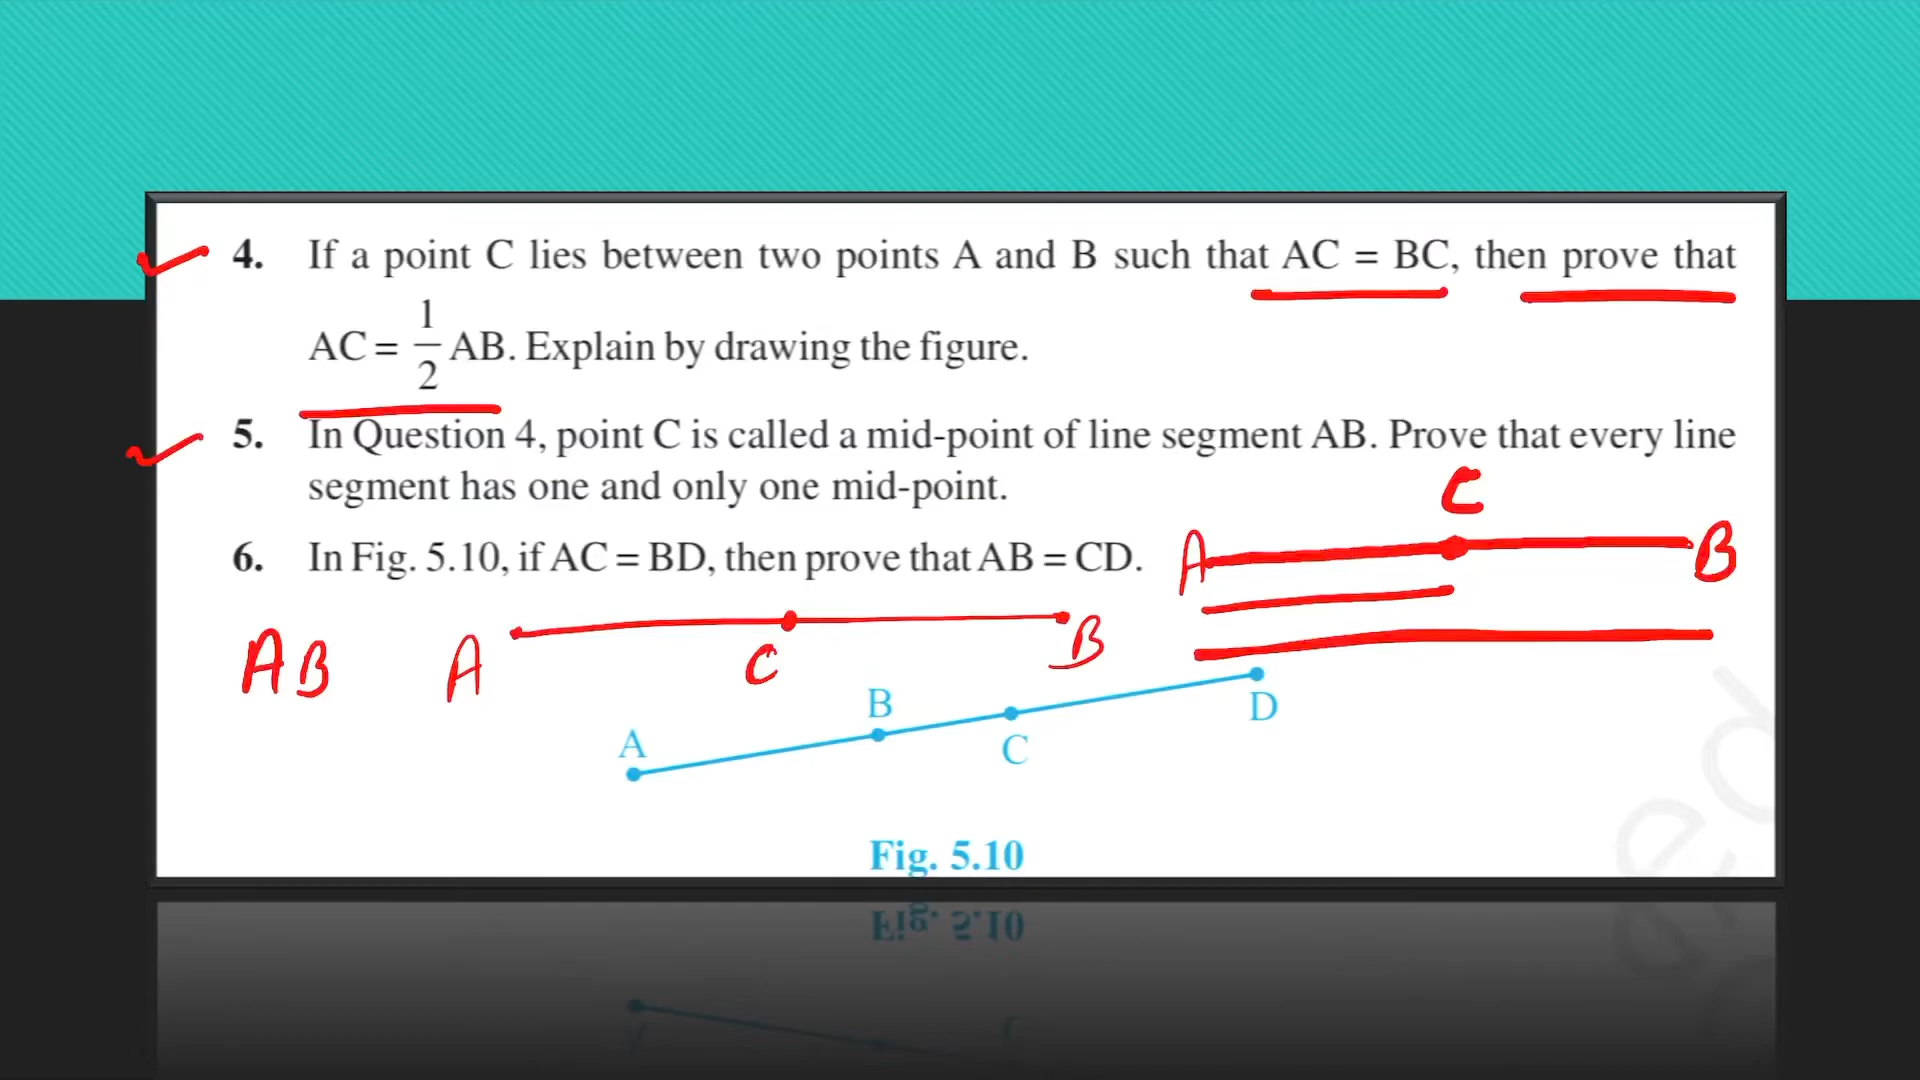 4. If a point C lies between two points A and B such that AC = BC, then prove that
AC = 1/2 AB. Explain by drawing the figure.
5. In Question 4, point C is called a mid-point of line segment AB. Prove that every line
segment has one and only one mid-point.
C
6. In Fig. 5.10, if AC = BD, then prove that AB = CD.
A B
AB A C B
A B C D
Fig. 5.10